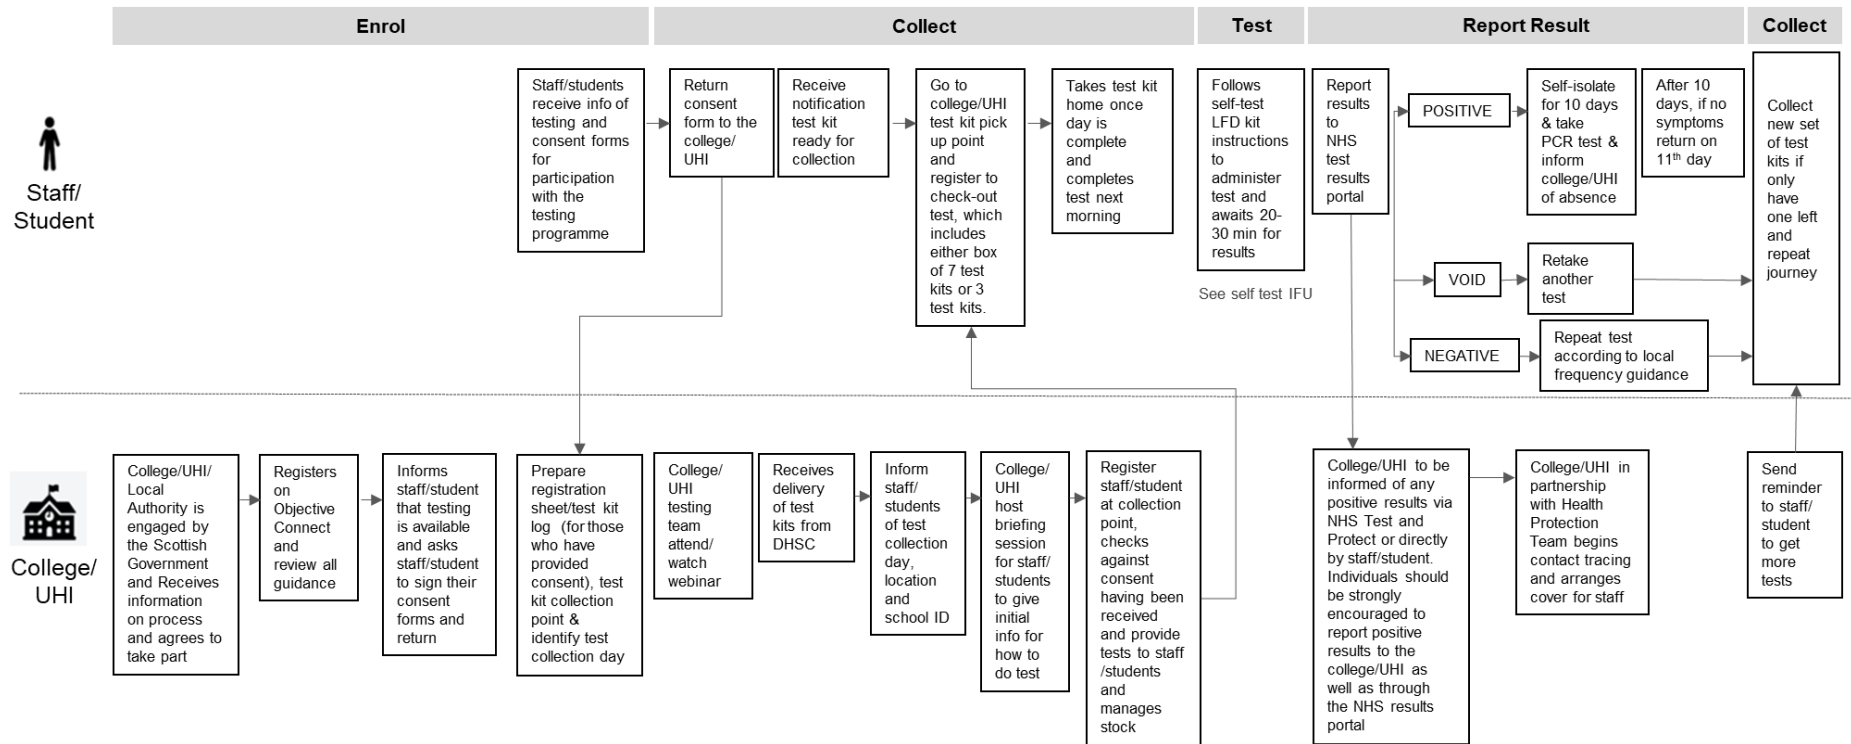 Enrol
Collect
Test
Report Result
Collect
Staff/
Student
Staff/students
receive info of
testing and
consent forms
for
participation
with the
testing
programme
Return
consent
form to the
college/
UHI
Receive
notification
test kit
ready for
collection
Go to
college/UHI
test kit pick
up point
and
register to
check-out
test, which
includes
either box
of 7 test
kits or 3
test kits.
Takes test kit
home once
day is
complete
and
completes
test next
morning
Follows
self-test
LFD kit
instructions
to
administer
test and
awaits 20-
30 min for
results
See self test IFU
Report
results
to
NHS
test
results
portal
POSITIVE
Self-isolate
for 10 days
& take
PCR test &
inform
college/UHI
of absence
After 10
days, if no
symptoms
return on
11th day
VOID
Retake
another
test
NEGATIVE
Repeat test
according to local
frequency guidance
Collect
new set
of test
kits if
only
have
one left
and
repeat
journey
College/
UHI
College/UHI/
Local
Authority is
engaged by
the Scottish
Government
and Receives
information
on process
and agrees to
take part
Registers
on
Objective
Connect
and
review all
guidance
Informs
staff/student
that testing
is available
and asks
staff/student
to sign their
consent
forms and
return
Prepare
registration
sheet/test kit
log (for those
who have
provided
consent), test
kit collection
point &
identify test
collection day
College/
UHI
testing
team
attend/
watch
webinar
Receives
delivery
of test
kits from
DHSC
Inform
staff/
students
of test
collection
day,
location
and
school ID
College/
UHI
host
briefing
session
for staff/
students
to give
initial
info for
how to
do test
Register
staff/student
at collection
point,
checks
against
consent
having been
received
and provide
tests to staff
/students
and
manages
stock
College/UHI to be
informed of any
positive results via
NHS Test and
Protect or directly
by staff/student.
Individuals should
be strongly
encouraged to
report positive
results to the
college/UHI as
well as through
the NHS results
portal
College/UHI in
partnership
with Health
Protection
Team begins
contact tracing
and arranges
cover for staff
Send
reminder
to staff/
student
to get
more
tests